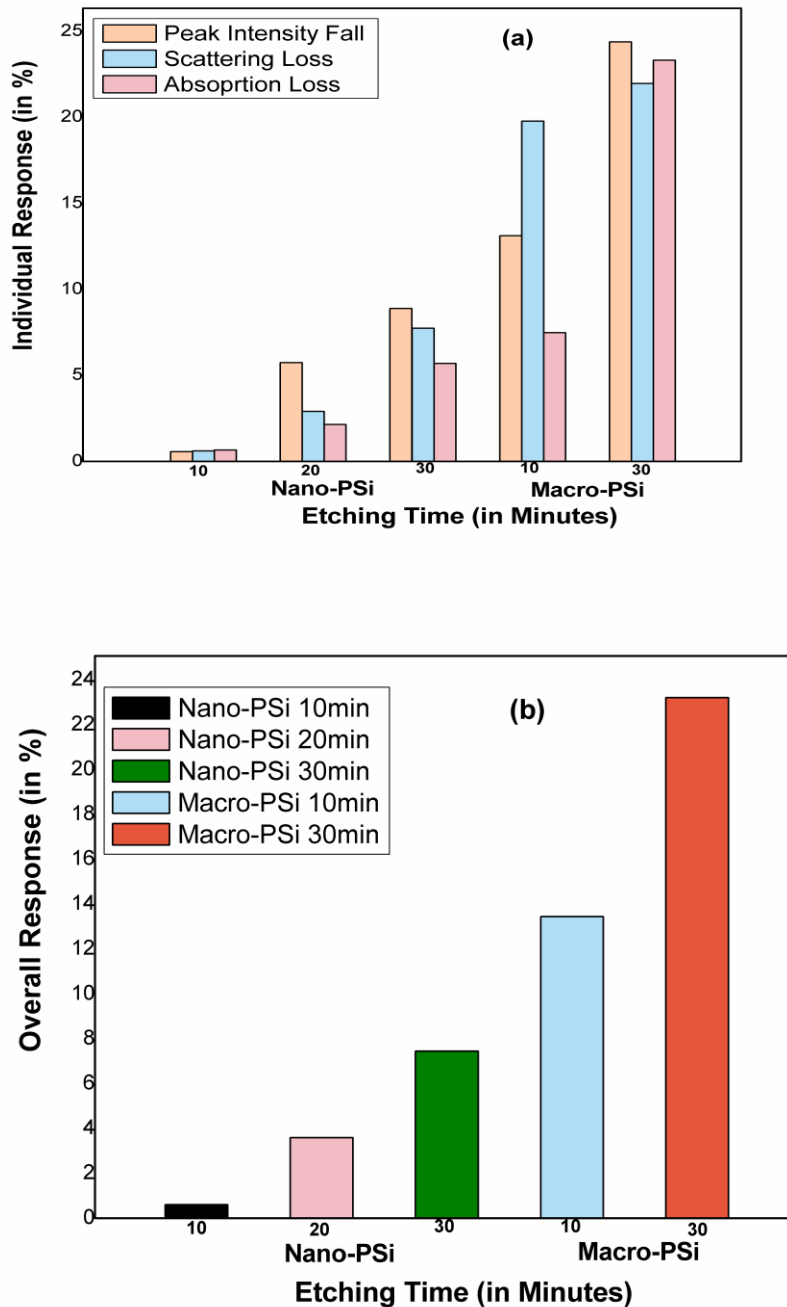 Peak Intensity Fall
Scattering Loss
Absoprtion Loss
(a)
Individual Response (in %)
25
20
15
10
5
0
10 20 30 10 30
Nano-PSi Macro-PSi
Etching Time (in Minutes)
Nano-PSi 10min
Nano-PSi 20min
Nano-PSi 30min
Macro-PSi 10min
Macro-PSi 30min
(b)
Overall Response (in %)
24
22
20
18
16
14
12
10
8
6
4
2
0
10 20 30 10 30
Nano-PSi Macro-PSi
Etching Time (in Minutes)